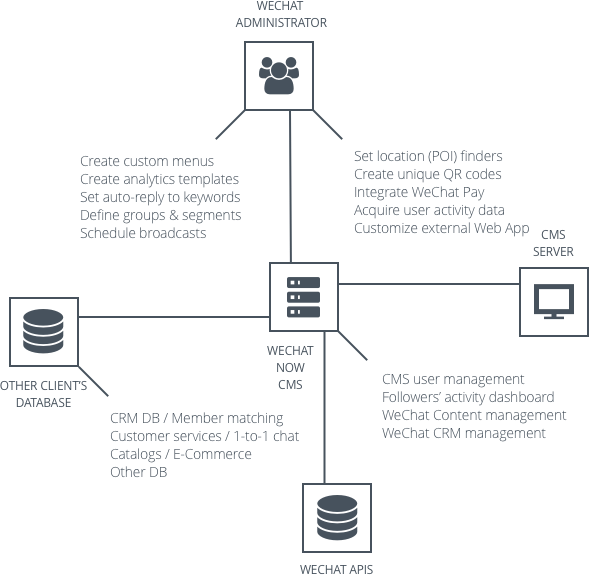 WECHAT
ADMINISTRATOR
Create custom menus
Create analytics templates
Set auto-reply to keywords
Define groups & segments
Schedule broadcasts
Set location (POI) finders
Create unique QR codes
Integrate WeChat Pay
Acquire user activity data
Customize external Web App
CMS
SERVER
WECHAT
NOW
CMS
OTHER CLIENT'S
DATABASE
CMS user management
Followers' activity dashboard
WeChat Content management
WeChat CRM management
CRM DB / Member matching
Customer services / 1-to-1 chat
Catalogs / E-Commerce
Other DB
WECHAT APIS